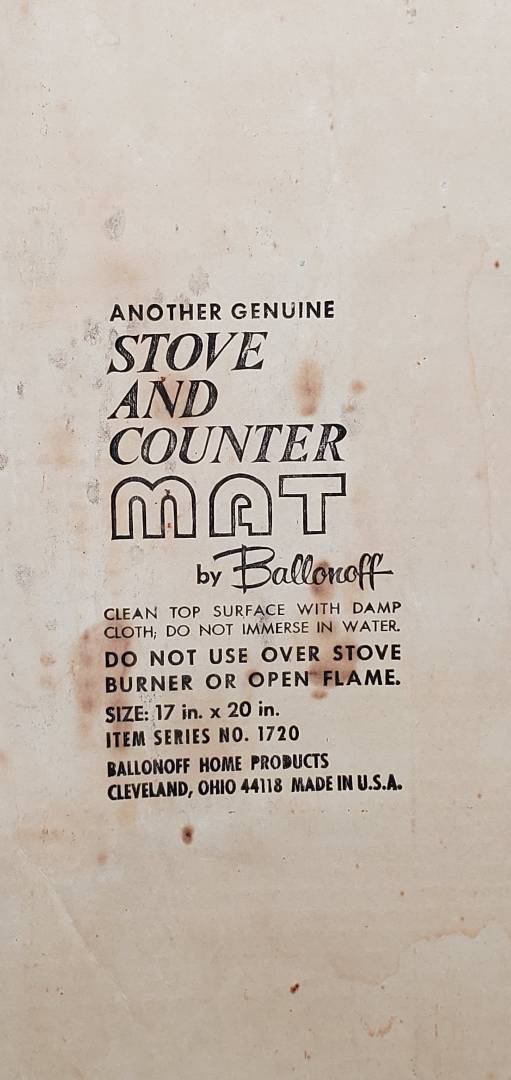 ANOTHER GENUINE
STOVE
AND
COUNTER
MAT
by Ballonoff
CLEAN TOP SURFACE WITH DAMP
CLOTH; DO NOT IMMERSE IN WATER.
DO NOT USE OVER STOVE
BURNER OR OPEN FLAME.
SIZE: 17 in. x 20 in.
ITEM SERIES NO. 1720
BALLONOFF HOME PRODUCTS
CLEVELAND, OHIO 44118 MADE IN U.S.A.